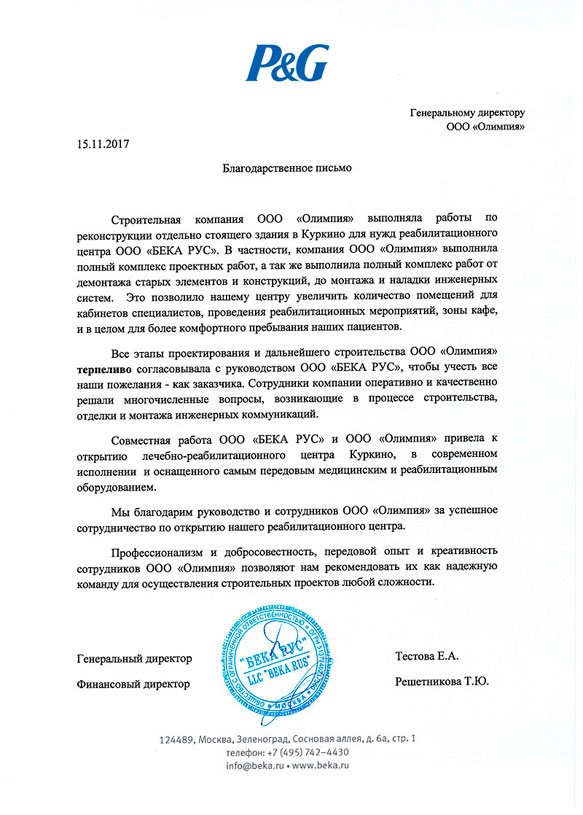 P&G
Генеральному директору
ООО «Олимпия»
15.11.2017
Благодарственное письмо
Строительная компания ООО «Олимпия» выполняла работы по
реконструкции отдельно стоящего здания в Куркино для нужд реабилитационного
центра ООО «БЕКА РУС». В частности, компания ООО «Олимпия» выполнила
полный комплекс проектных работ, а так же выполнила полный комплекс работ от
демонтажа старых элементов и конструкций, до монтажа и наладки инженерных
систем. Это позволило нашему центру увеличить количество помещений для
кабинетов специалистов, проведения реабилитационных мероприятий, зоны кафе,
и в целом для более комфортного пребывания наших пациентов.
Все этапы проектирования и дальнейшего строительства ООО «Олимпия»
терпеливо согласовывала с руководством ООО «БЕКА РУС», чтобы учесть все
наши пожелания - как заказчика. Сотрудники компании оперативно и качественно
решали многочисленные вопросы, возникающие в процессе строительства,
отделки и монтажа инженерных коммуникаций.
Совместная работа ООО «БЕКА РУС» и ООО «Олимпия» привела к
открытию лечебно-реабилитационного центра Куркино, в современном
исполнении и оснащенного самым передовым медицинским и реабилитационным
оборудованием.
Мы благодарим руководство и сотрудников ООО «Олимпия» за успешное
сотрудничество по открытию нашего реабилитационного центра.
Профессионализм и добросовестность, передовой опыт и креативность
сотрудников ООО «Олимпия» позволяют нам рекомендовать их как надежную
команду для осуществления строительных проектов любой сложности.
Генеральный директор
Тестова Е.А.
Финансовый директор
Решетникова Т.Ю.
ОБЩЕСТВО С ОГРАНИЧЕННОЙ ОТВЕТСТВЕННОСТЬЮ
"БЕКА РУС"
LLC "BEKA RUS"
МОСКВА
124489, Москва, Зеленоград, Сосновая аллея, д. 6а, стр. 1
телефон: +7 (495) 742–4430
info@beka.ru • www.beka.ru